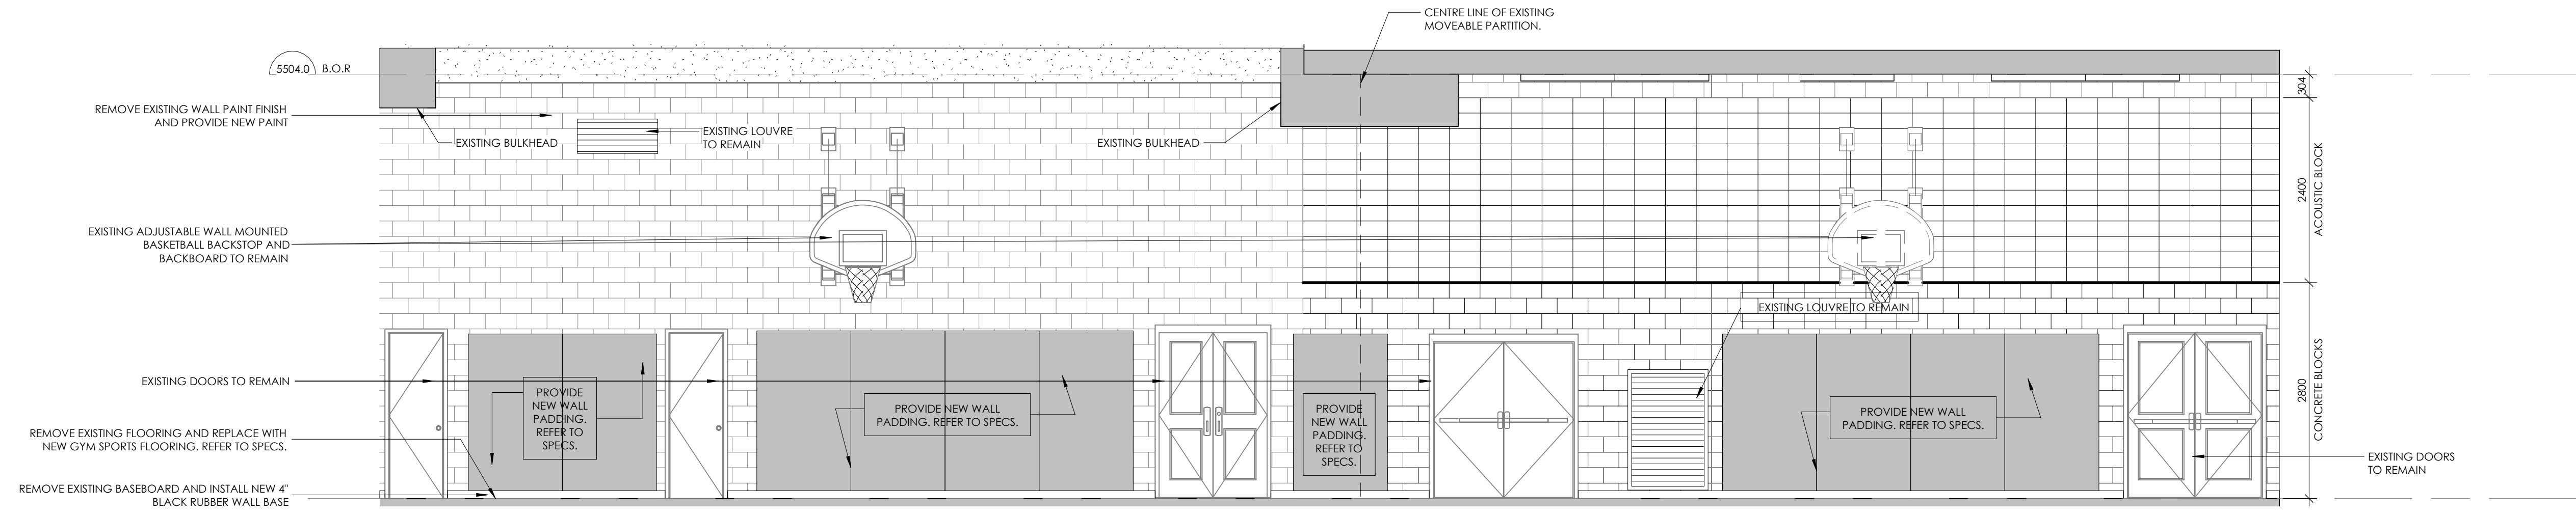 CENTRE LINE OF EXISTING
MOVEABLE PARTITION.
5504.0
B.O.R
304
REMOVE EXISTING WALL PAINT FINISH
AND PROVIDE NEW PAINT
EXISTING BULKHEAD
EXISTING LOUVRE
TO REMAIN
EXISTING BULKHEAD
2400
ACOUSTIC BLOCK
EXISTING ADJUSTABLE WALL MOUNTED
BASKETBALL BACKSTOP AND
BACKBOARD TO REMAIN
EXISTING LOUVRE TO REMAIN
EXISTING DOORS TO REMAIN
PROVIDE
NEW WALL
PADDING.
REFER TO
SPECS.
PROVIDE NEW WALL
PADDING. REFER TO SPECS.
PROVIDE
NEW WALL
PADDING.
REFER TO
SPECS.
PROVIDE NEW WALL
PADDING. REFER TO SPECS.
2800
CONCRETE BLOCKS
REMOVE EXISTING FLOORING AND REPLACE WITH
NEW GYM SPORTS FLOORING. REFER TO SPECS.
EXISTING DOORS
TO REMAIN
REMOVE EXISTING BASEBOARD AND INSTALL NEW 4"
BLACK RUBBER WALL BASE